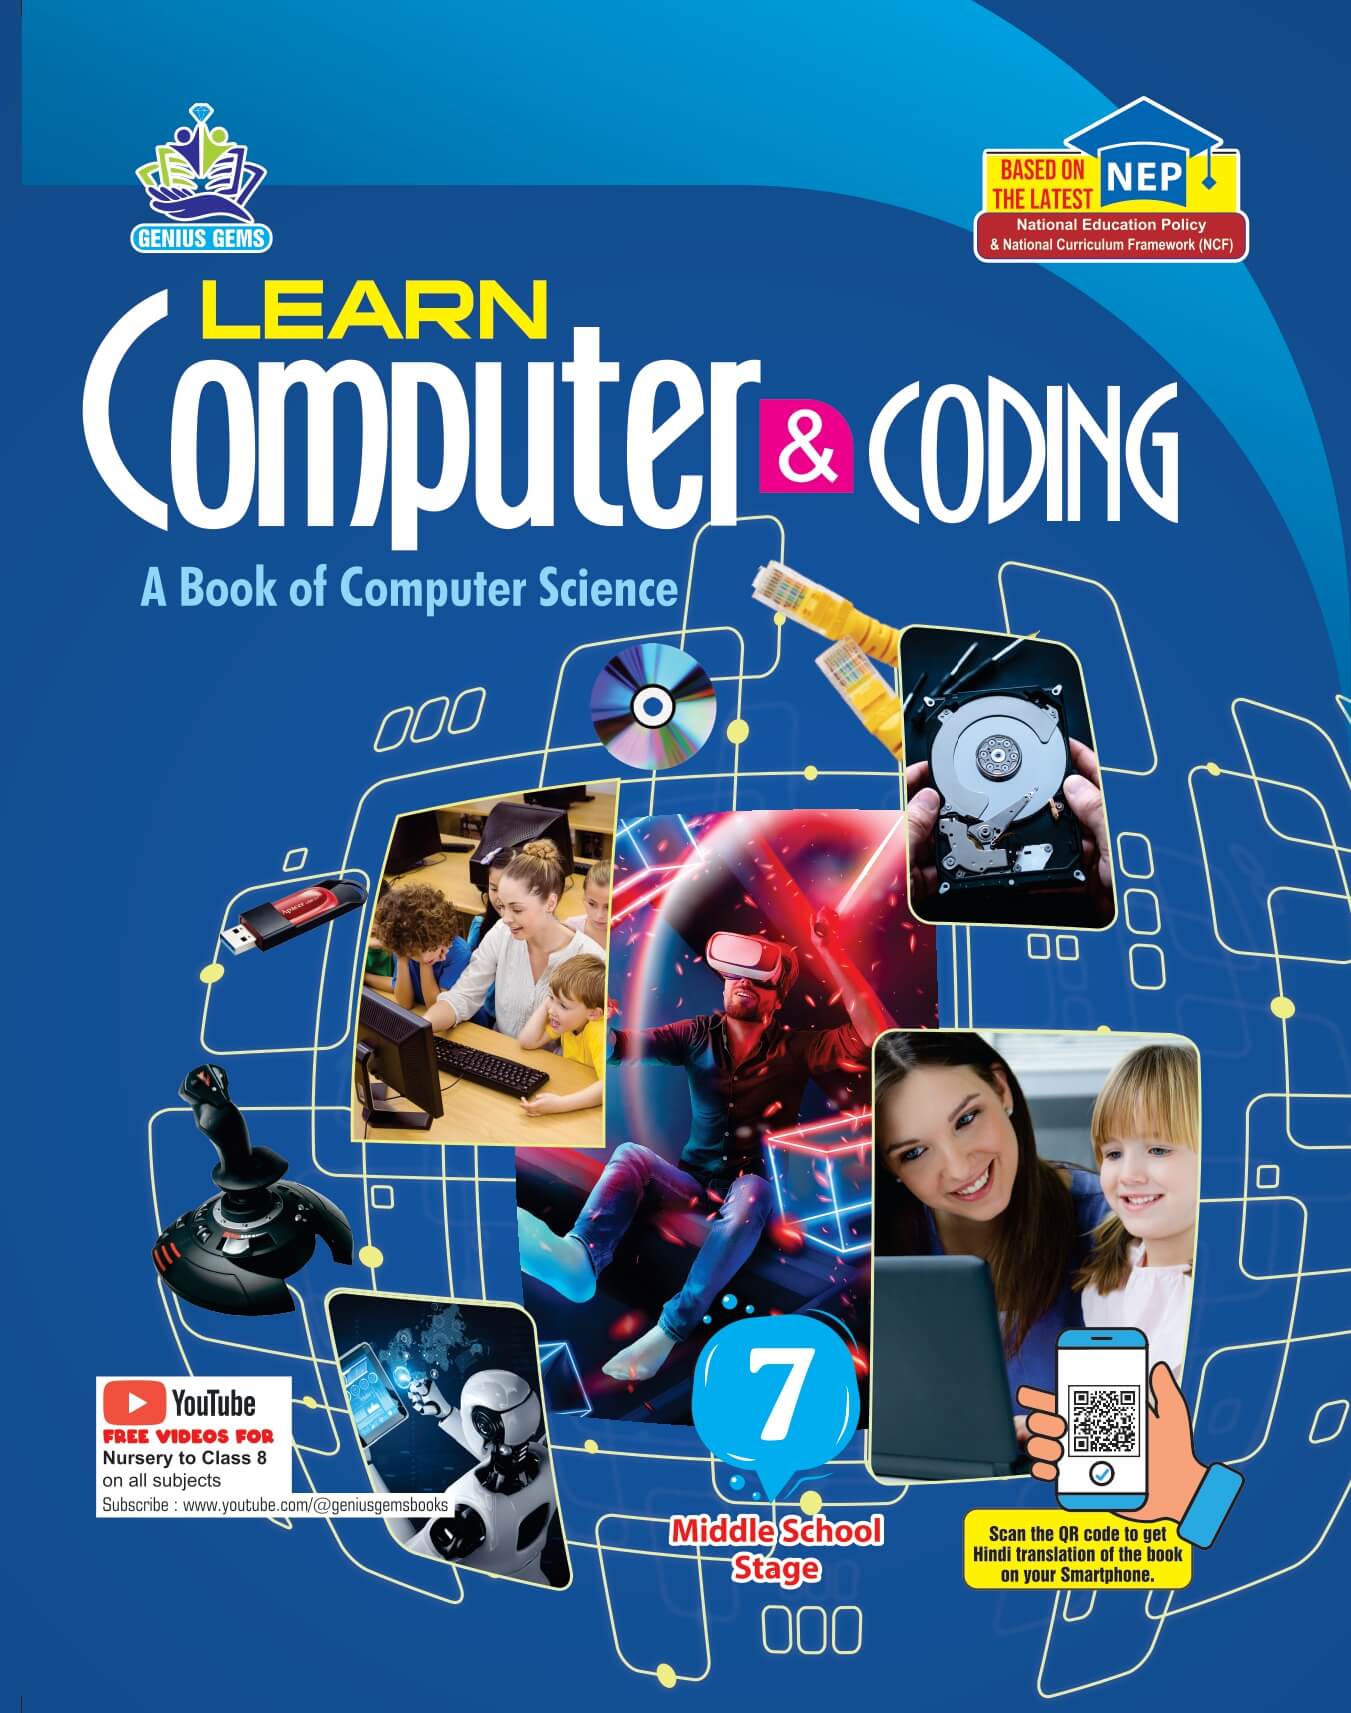 GENIUS GEMS
BASED ON
THE LATEST
NEP
National Education Policy
& National Curriculum Framework (NCF)
LEARN
Computer & CODING
A Book of Computer Science
Apacer
7
Middle School
Stage
YouTube
FREE VIDEOS FOR
Nursery to Class 8
on all subjects
Subscribe : www.youtube.com/@geniusgemsbooks
Scan the QR code to get
Hindi translation of the book
on your Smartphone.